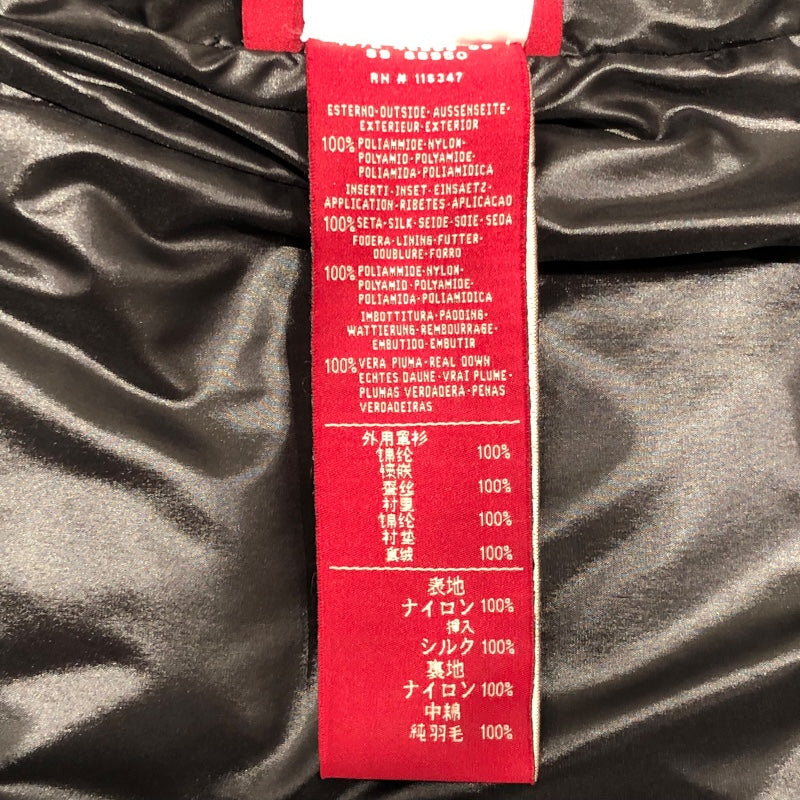 RN # 116347
ESTERNO·OUTSIDE·AUSSENSEITE·
EXTERIEUR·EXTERIOR
100% POLIAMMIDE·NYLON·
POLYAMID·POLYAMIDE·
POLIAMIDA·POLIAMIDICA
INSERTI·INSET·EINSAETZ·
APPLICATION·RIBETES·APLICACAO
100% SETA·SILK·SEIDE·SOIE·SEDA
FODERA·LINING·FUTTER·
DOUBLURE·FORRO
100% POLIAMMIDE·NYLON·
POLYAMID·POLYAMIDE·
POLIAMIDA·POLIAMIDICA
IMBOTTITURA·PADDING·
WATTIERUNG·REMBOURRAGE·
EMBUTIDO·EMBUTIR
100% VERA PIUMA·REAL DOWN
ECHTES DAUNE·VRAI PLUME·
PLUMAS VERDADERA·PENAS
VERDADEIRAS
外用罩衫
锦纶 100%
镶嵌
蚕丝 100%
衬里
锦纶 100%
衬垫
真绒 100%
表地
ナイロン 100%
挿入
シルク 100%
裏地
ナイロン 100%
中綿
純羽毛 100%